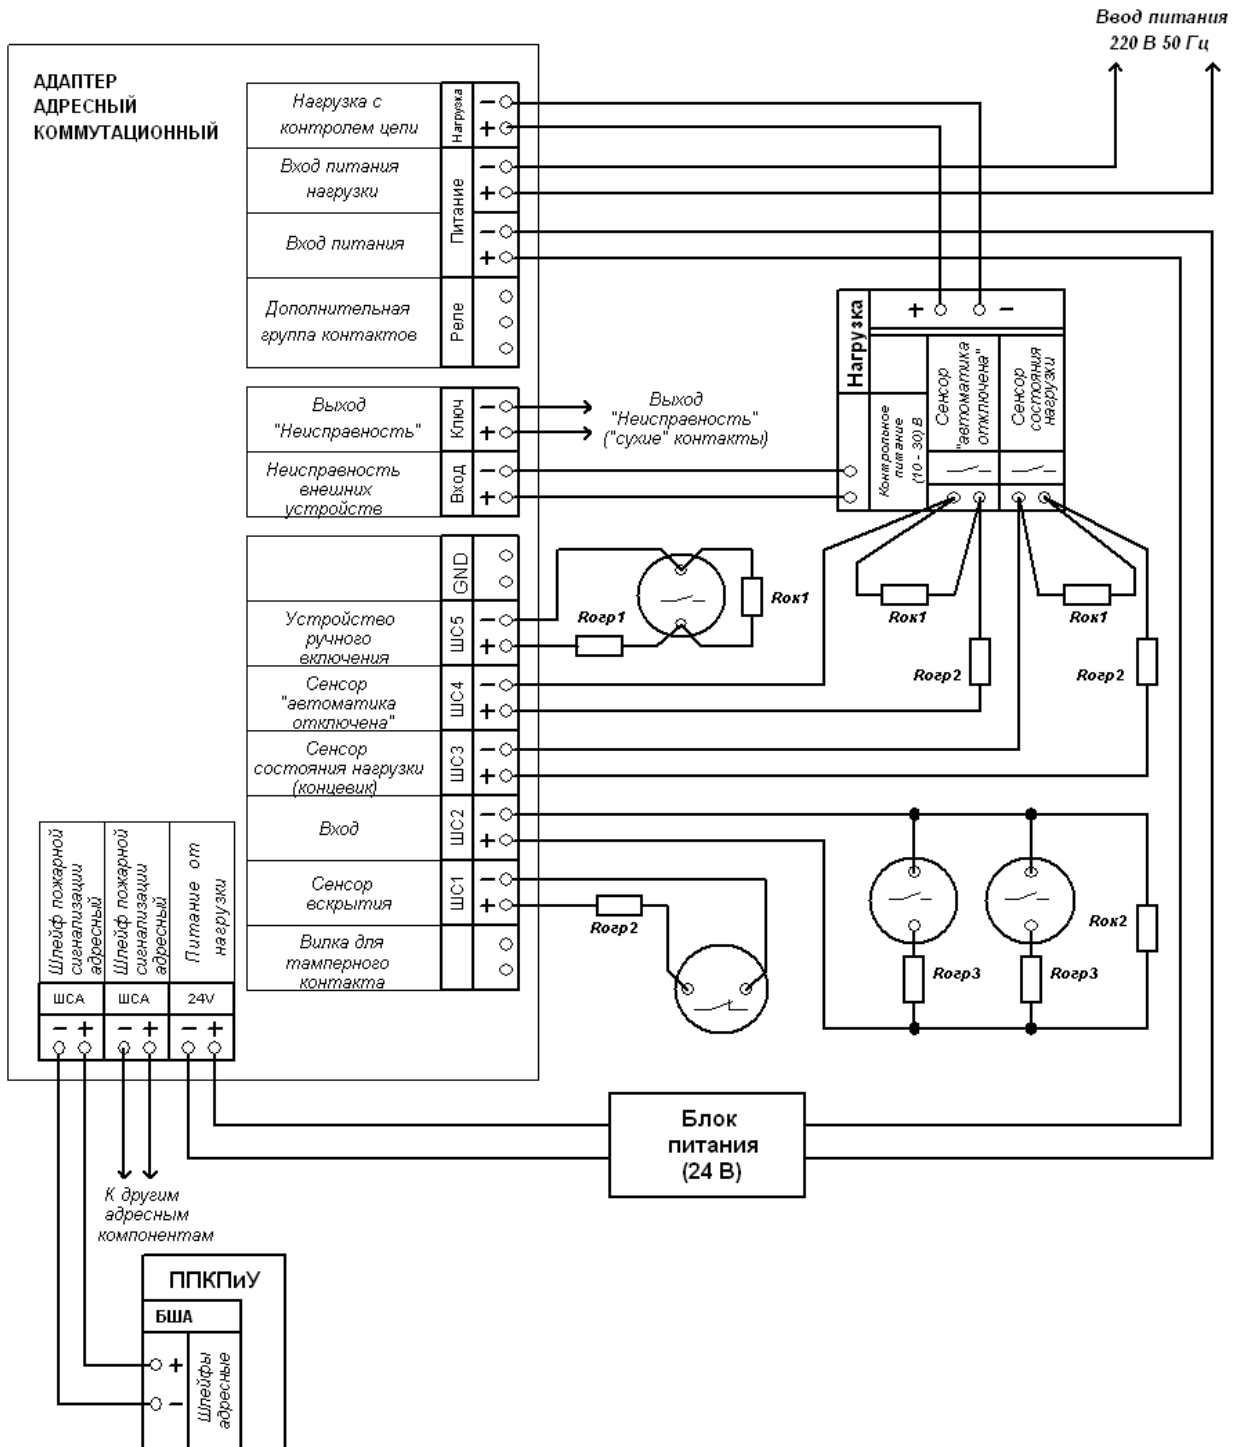 Ввод питания
220 В 50 Гц
АДАПТЕР
АДРЕСНЫЙ
КОММУТАЦИОННЫЙ
Нагрузка с
контролем цепи
Нагрузка
−
+
Вход питания
нагрузки
Питание
−
+
Вход питания
−
+
Дополнительная
группа контактов
Реле
Выход
"Неисправность"
Ключ
−
+
Выход
"Неисправность"
("сухие" контакты)
Неисправность
внешних
устройств
Вход
−
+
Нагрузка
+
−
Контрольное
питание
(10 - 30) В
Сенсор
"автоматика
отключена"
Сенсор
состояния
нагрузки
GND
Устройство
ручного
включения
ШС5
−
+
Rогр1
Rок1
Rок1
Rок1
Сенсор
"автоматика
отключена"
ШС4
−
+
Rогр2
Rогр2
Сенсор
состояния нагрузки
(концевик)
ШС3
−
+
Вход
ШС2
−
+
Сенсор
вскрытия
ШС1
−
+
Rогр2
Rок2
Rогр3
Rогр3
Вилка для
тамперного
контакта
Шлейф пожарной
сигнализации
адресный
Шлейф пожарной
сигнализации
адресный
Питание от
нагрузки
ШСА
ШСА
24V
− +
− +
− +
Блок
питания
(24 В)
К другим
адресным
компонентам
ППКПиУ
БША
+
−
Шлейфы
адресные